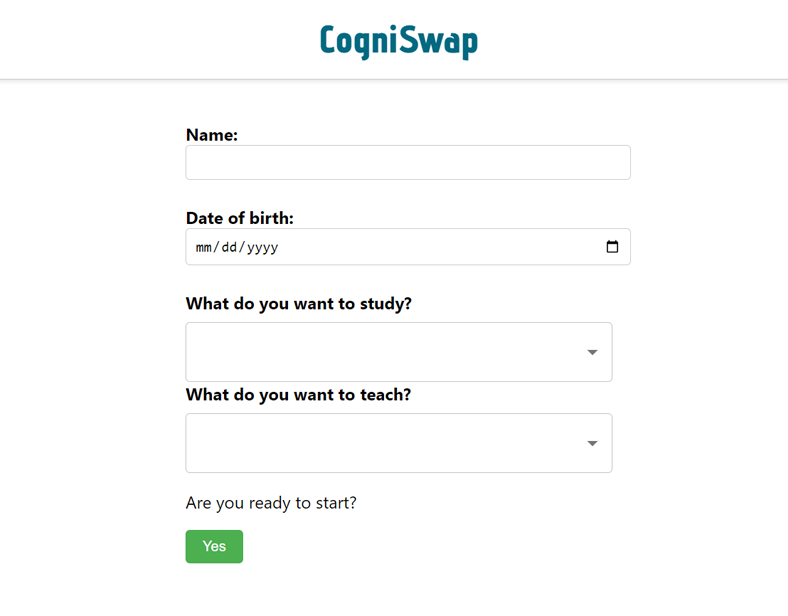 CogniSwap
Name:
Date of birth:
mm/dd/yyyy
What do you want to study?
What do you want to teach?
Are you ready to start?
Yes